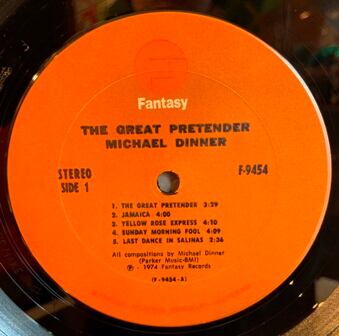 Fantasy
THE GREAT PRETENDER
MICHAEL DINNER
STEREO
SIDE 1
F-9454
1. THE GREAT PRETENDER 3:29
2. JAMAICA 4:00
3. YELLOW ROSE EXPRESS 4:10
4. SUNDAY MORNING FOOL 4:09
5. LAST DANCE IN SALINAS 2:36
All compositions by Michael Dinner
(Parker Music-BMI)
℗ - 1974 Fantasy Records
(F-9454-A)